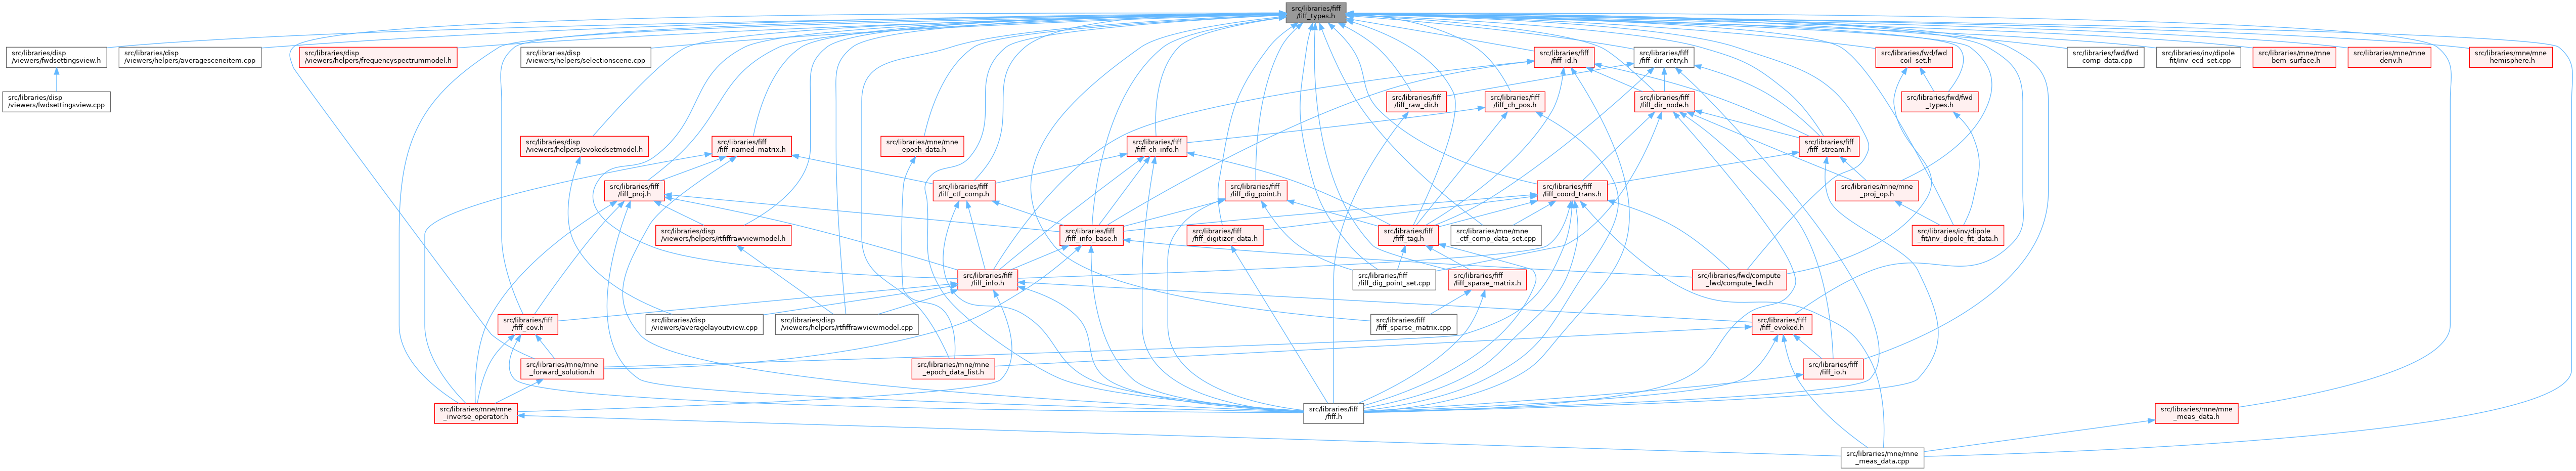 src/libraries/fiff
/fiff_types.h
src/libraries/disp
/viewers/fwdsettingsview.h
src/libraries/disp
/viewers/helpers/averagesceneitem.cpp
src/libraries/disp
/viewers/helpers/frequencyspectrummodel.h
src/libraries/disp
/viewers/helpers/selectionscene.cpp
src/libraries/fiff
/fiff_id.h
src/libraries/fiff
/fiff_dir_entry.h
src/libraries/fwd/fwd
_coil_set.h
src/libraries/fwd/fwd
_comp_data.cpp
src/libraries/inv/dipole
_fit/inv_ecd_set.cpp
src/libraries/mne/mne
_bem_surface.h
src/libraries/mne/mne
_deriv.h
src/libraries/mne/mne
_hemisphere.h
src/libraries/disp
/viewers/fwdsettingsview.cpp
src/libraries/fiff
/fiff_raw_dir.h
src/libraries/fiff
/fiff_ch_pos.h
src/libraries/fiff
/fiff_dir_node.h
src/libraries/fwd/fwd
_types.h
src/libraries/disp
/viewers/helpers/evokedsetmodel.h
src/libraries/fiff
/fiff_named_matrix.h
src/libraries/mne/mne
_epoch_data.h
src/libraries/fiff
/fiff_ch_info.h
src/libraries/fiff
/fiff_stream.h
src/libraries/fiff
/fiff_proj.h
src/libraries/fiff
/fiff_ctf_comp.h
src/libraries/fiff
/fiff_dig_point.h
src/libraries/fiff
/fiff_coord_trans.h
src/libraries/mne/mne
_proj_op.h
src/libraries/disp
/viewers/helpers/rtfiffrawviewmodel.h
src/libraries/fiff
/fiff_info_base.h
src/libraries/fiff
/fiff_digitizer_data.h
src/libraries/fiff
/fiff_tag.h
src/libraries/mne/mne
_ctf_comp_data_set.cpp
src/libraries/inv/dipole
_fit/inv_dipole_fit_data.h
src/libraries/fiff
/fiff_info.h
src/libraries/fiff
/fiff_dig_point_set.cpp
src/libraries/fiff
/fiff_sparse_matrix.h
src/libraries/fwd/compute
_fwd/compute_fwd.h
src/libraries/fiff
/fiff_cov.h
src/libraries/disp
/viewers/averagelayoutview.cpp
src/libraries/disp
/viewers/helpers/rtfiffrawviewmodel.cpp
src/libraries/fiff
/fiff_sparse_matrix.cpp
src/libraries/fiff
/fiff_evoked.h
src/libraries/mne/mne
_forward_solution.h
src/libraries/mne/mne
_epoch_data_list.h
src/libraries/fiff
/fiff_io.h
src/libraries/mne/mne
_inverse_operator.h
src/libraries/fiff
/fiff.h
src/libraries/mne/mne
_meas_data.h
src/libraries/mne/mne
_meas_data.cpp